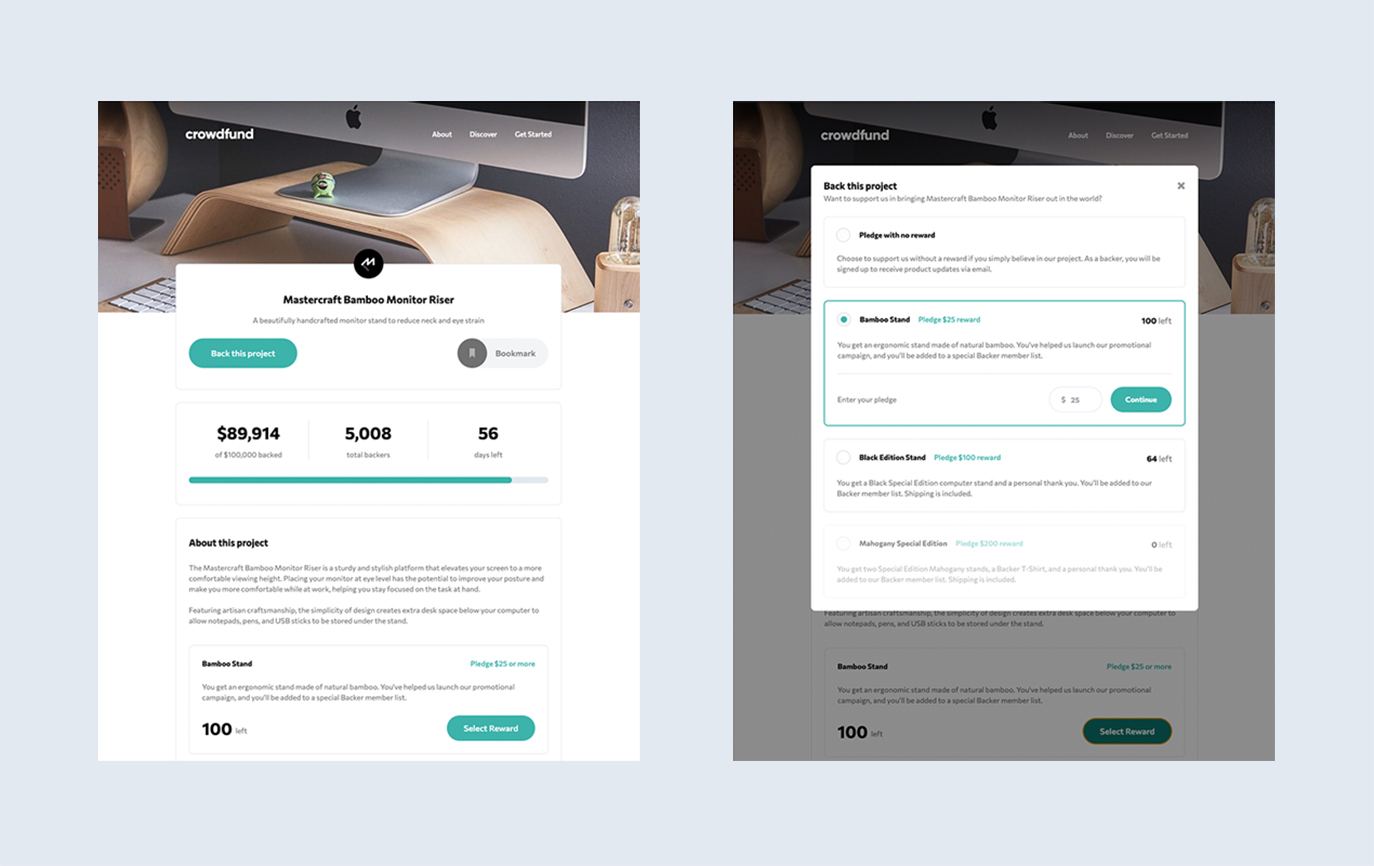 crowdfund
About
Discover
Get Started
Mastercraft Bamboo Monitor Riser
A beautifully handcrafted monitor stand to reduce neck and eye strain
Back this project
Bookmark
$89,914
of $100,000 backed
5,008
total backers
56
days left
About this project
The Mastercraft Bamboo Monitor Riser is a sturdy and stylish platform that elevates your screen to a more
comfortable viewing height. Placing your monitor at eye level has the potential to improve your posture and
make you more comfortable while at work, helping you stay focused on the task at hand.
Featuring artisan craftsmanship, the simplicity of design creates extra desk space below your computer to
allow notepads, pens, and USB sticks to be stored under the stand.
Bamboo Stand
Pledge $25 or more
You get an ergonomic stand made of natural bamboo. You've helped us launch our promotional
campaign, and you'll be added to a special Backer member list.
100 left
Select Reward
crowdfund
About
Discover
Get Started
Back this project
Want to support us in bringing Mastercraft Bamboo Monitor Riser out in the world?
Pledge with no reward
Choose to support us without a reward if you simply believe in our project. As a backer, you will be
signed up to receive product updates via email.
Bamboo Stand
Pledge $25 reward
100 left
You get an ergonomic stand made of natural bamboo. You've helped us launch our promotional
campaign, and you'll be added to a special Backer member list.
Enter your pledge
$ 25
Continue
Black Edition Stand
Pledge $100 reward
64 left
You get a Black Special Edition computer stand and a personal thank you. You'll be added to our
Backer member list. Shipping is included.
Mahogany Special Edition
Pledge $200 reward
0 left
You get two Special Edition Mahogany stands, a Backer T-Shirt, and a personal thank you. You'll be
added to our Backer member list. Shipping is included.
Featuring artisan craftsmanship, the simplicity of design creates extra desk space below your computer to
allow notepads, pens, and USB sticks to be stored under the stand.
Bamboo Stand
Pledge $25 or more
You get an ergonomic stand made of natural bamboo. You've helped us launch our promotional
campaign, and you'll be added to a special Backer member list.
100 left
Select Reward